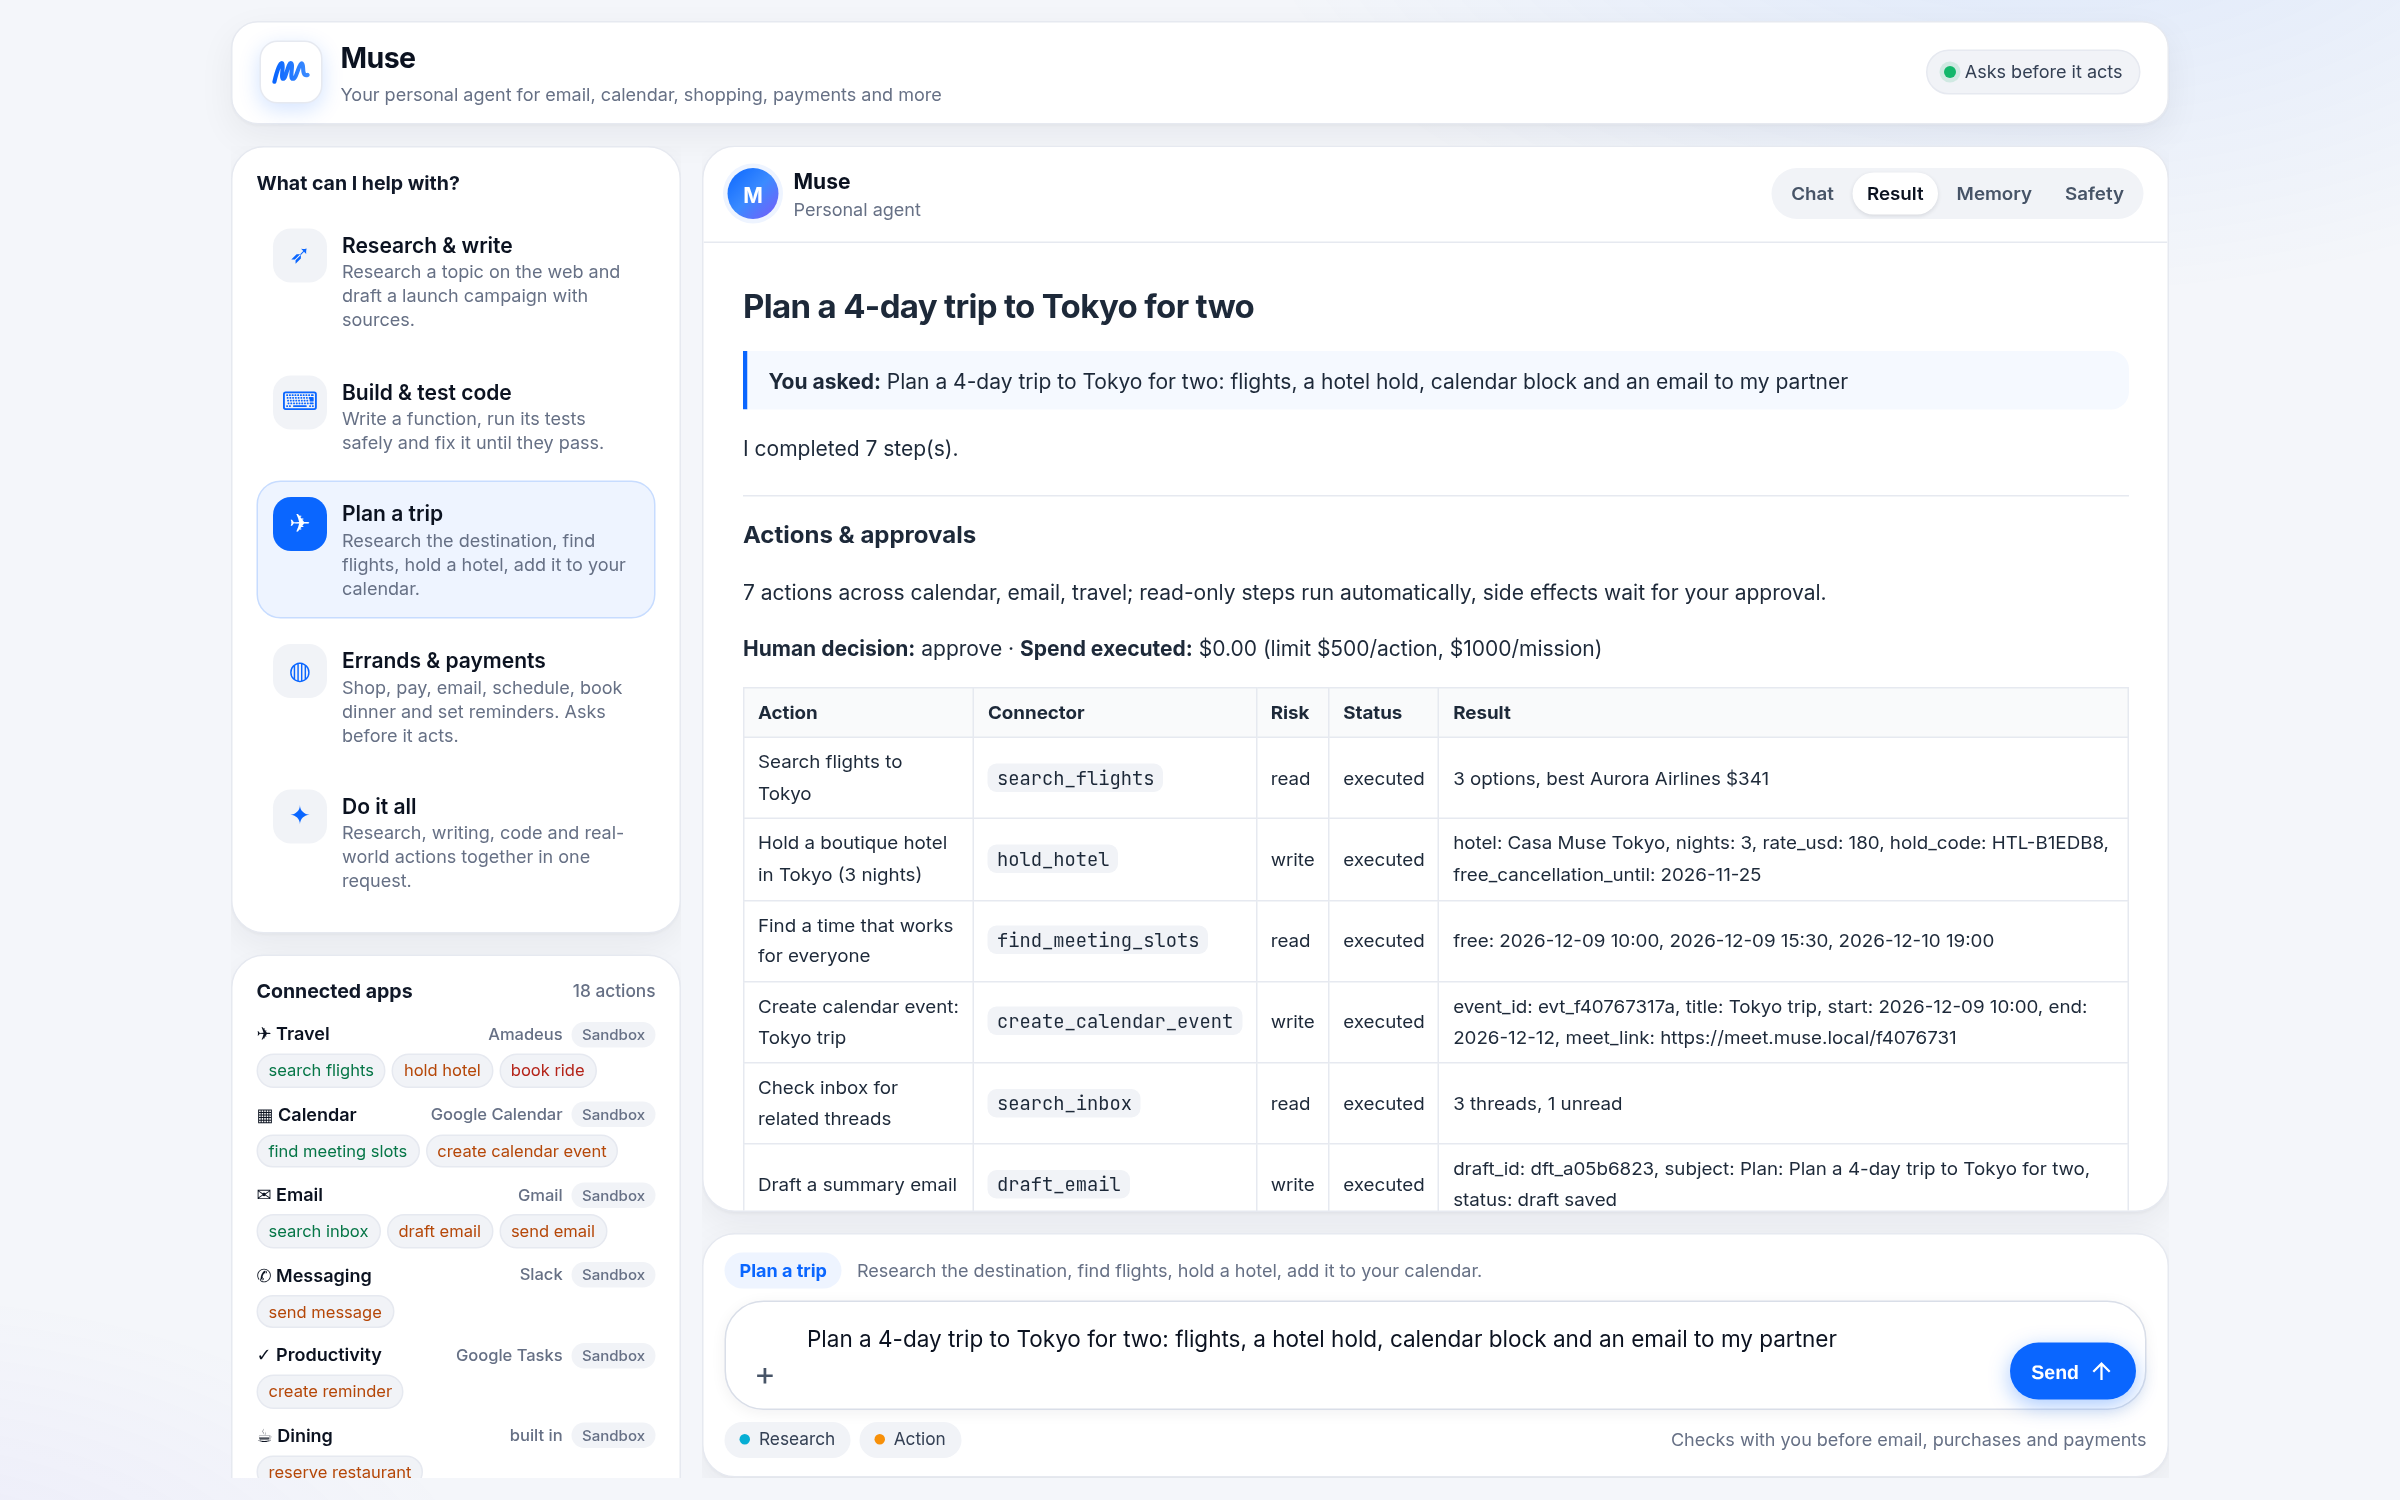 Muse
Your personal agent for email, calendar, shopping, payments and more
Asks before it acts
What can I help with?
Research & write
Research a topic on the web and
draft a launch campaign with
sources.
Build & test code
Write a function, run its tests
safely and fix it until they pass.
Plan a trip
Research the destination, find
flights, hold a hotel, add it to your
calendar.
Errands & payments
Shop, pay, email, schedule, book
dinner and set reminders. Asks
before it acts.
Do it all
Research, writing, code and real-
world actions together in one
request.
Connected apps 18 actions
Travel Amadeus Sandbox
search flights hold hotel book ride
Calendar Google Calendar Sandbox
find meeting slots create calendar event
Email Gmail Sandbox
search inbox draft email send email
Messaging Slack Sandbox
send message
Productivity Google Tasks Sandbox
create reminder
Dining built in Sandbox
reserve restaurant
M
Muse
Personal agent
Chat Result Memory Safety
Plan a 4-day trip to Tokyo for two
You asked: Plan a 4-day trip to Tokyo for two: flights, a hotel hold, calendar block and an email to my partner
I completed 7 step(s).
Actions & approvals
7 actions across calendar, email, travel; read-only steps run automatically, side effects wait for your approval.
Human decision: approve · Spend executed: $0.00 (limit $500/action, $1000/mission)
Action Connector Risk Status Result
Search flights to
Tokyo
search_flights read executed 3 options, best Aurora Airlines $341
Hold a boutique hotel
in Tokyo (3 nights)
hold_hotel write executed
hotel: Casa Muse Tokyo, nights: 3, rate_usd: 180, hold_code: HTL-B1EDB8,
free_cancellation_until: 2026-11-25
Find a time that works
for everyone
find_meeting_slots read executed free: 2026-12-09 10:00, 2026-12-09 15:30, 2026-12-10 19:00
Create calendar event:
Tokyo trip
create_calendar_event write executed
event_id: evt_f40767317a, title: Tokyo trip, start: 2026-12-09 10:00, end:
2026-12-12, meet_link: https://meet.muse.local/f4076731
Check inbox for
related threads
search_inbox read executed 3 threads, 1 unread
Draft a summary email draft_email write executed
draft_id: dft_a05b6823, subject: Plan: Plan a 4-day trip to Tokyo for two,
status: draft saved
Plan a trip Research the destination, find flights, hold a hotel, add it to your calendar.
Plan a 4-day trip to Tokyo for two: flights, a hotel hold, calendar block and an email to my partner
+
Send
Research Action
Checks with you before email, purchases and payments